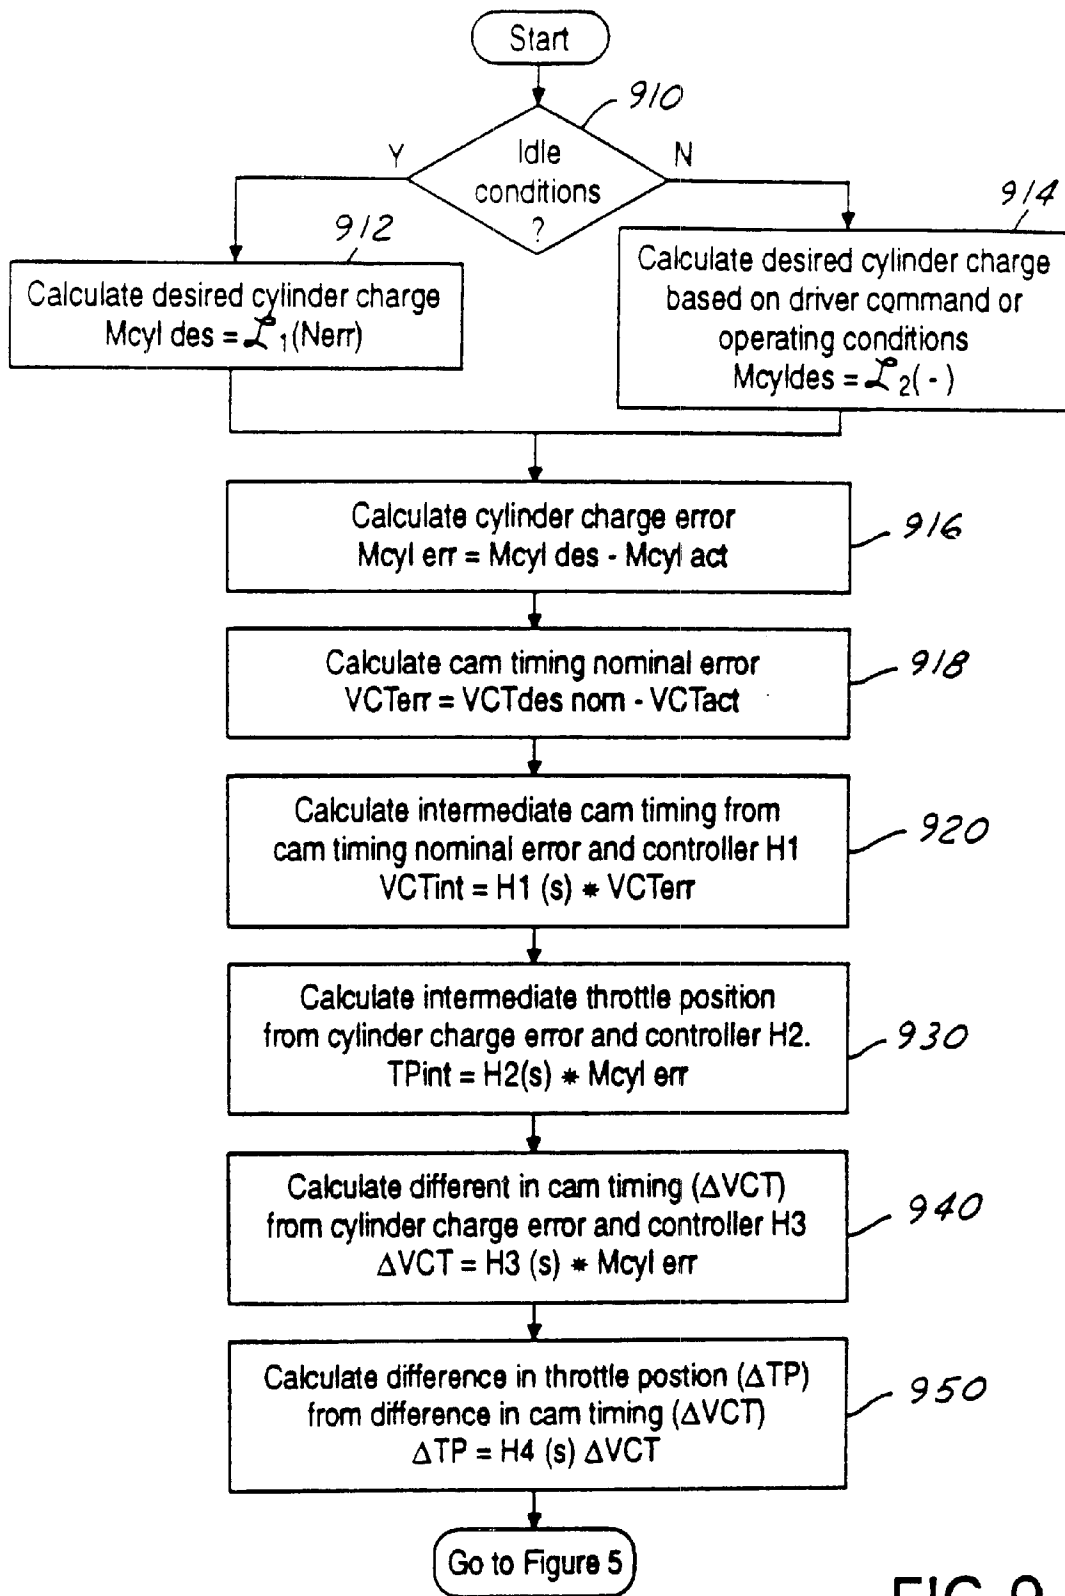 Start
910
Idle
conditions
?
Y
N
912
Calculate desired cylinder charge
Mcyl des = ℒ1(Nerr)
914
Calculate desired cylinder charge
based on driver command or
operating conditions
Mcyldes = ℒ2(-)
Calculate cylinder charge error
Mcyl err = Mcyl des - Mcyl act
916
Calculate cam timing nominal error
VCTerr = VCTdes nom - VCTact
918
Calculate intermediate cam timing from
cam timing nominal error and controller H1
VCTint = H1 (s) * VCTerr
920
Calculate intermediate throttle position
from cylinder charge error and controller H2.
TPint = H2(s) * Mcyl err
930
Calculate different in cam timing (ΔVCT)
from cylinder charge error and controller H3
ΔVCT = H3 (s) * Mcyl err
940
Calculate difference in throttle postion (ΔTP)
from difference in cam timing (ΔVCT)
ΔTP = H4 (s) ΔVCT
950
Go to Figure 5
FIG. 9